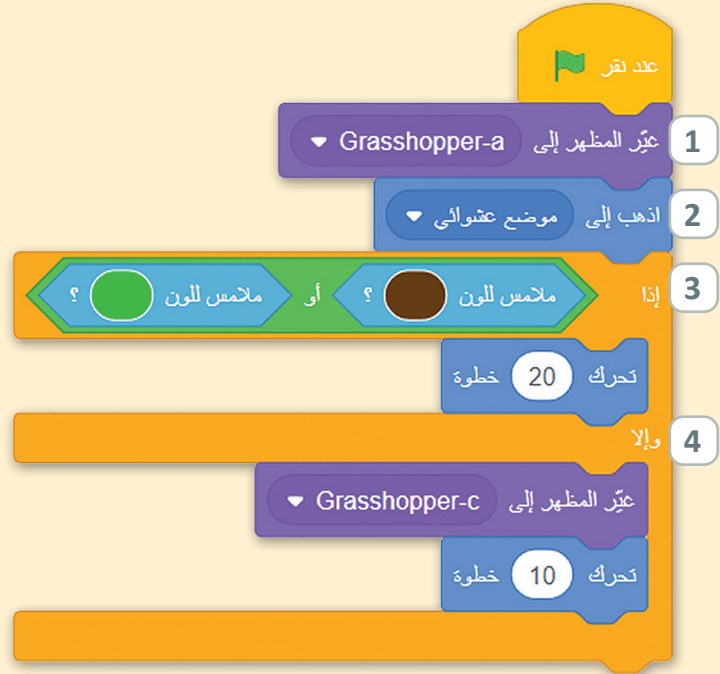 عند نقر
1 غيّر المظهر إلى Grasshopper-a
2 اذهب إلى موضع عشوائي
3 إذا ملامس للون ؟ أو ملامس للون ؟
تحرك 20 خطوة
4 وإلا
غيّر المظهر إلى Grasshopper-c
تحرك 10 خطوة